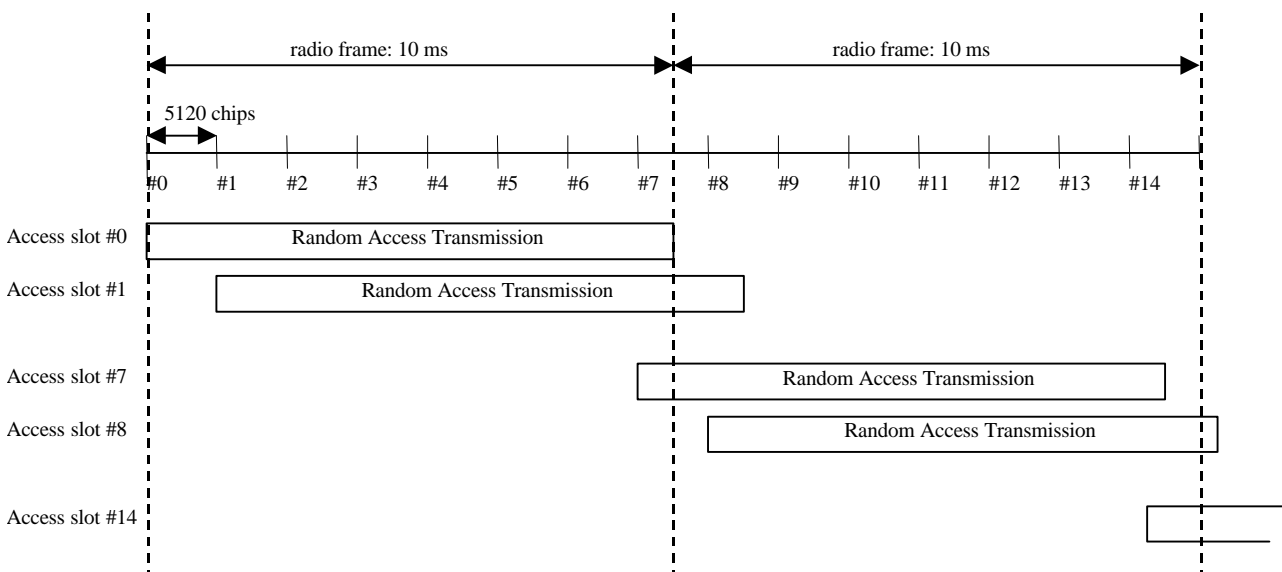 radio frame: 10 ms radio frame: 10 ms
5120 chips
#0 #1 #2 #3 #4 #5 #6 #7 #8 #9 #10 #11 #12 #13 #14
Access slot #0 Random Access Transmission
Access slot #1 Random Access Transmission
Access slot #7 Random Access Transmission
Access slot #8 Random Access Transmission
Access slot #14